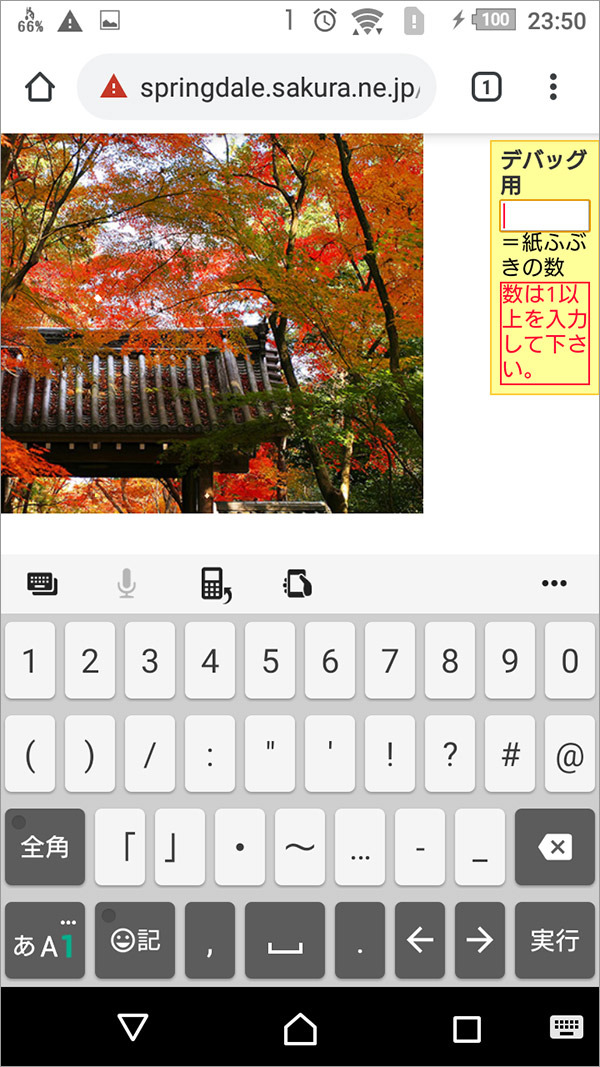 66% 1 100 23:50
springdale.sakura.ne.jp/
1
デバッグ
用
＝紙ふぶ
きの数
数は1以
上を入力
して下さ
い。
1 2 3 4 5 6 7 8 9 0
( ) / : " ' ! ? # @
全角 「 」 ・ ～ … - _
あA1 記 , . ← → 実行